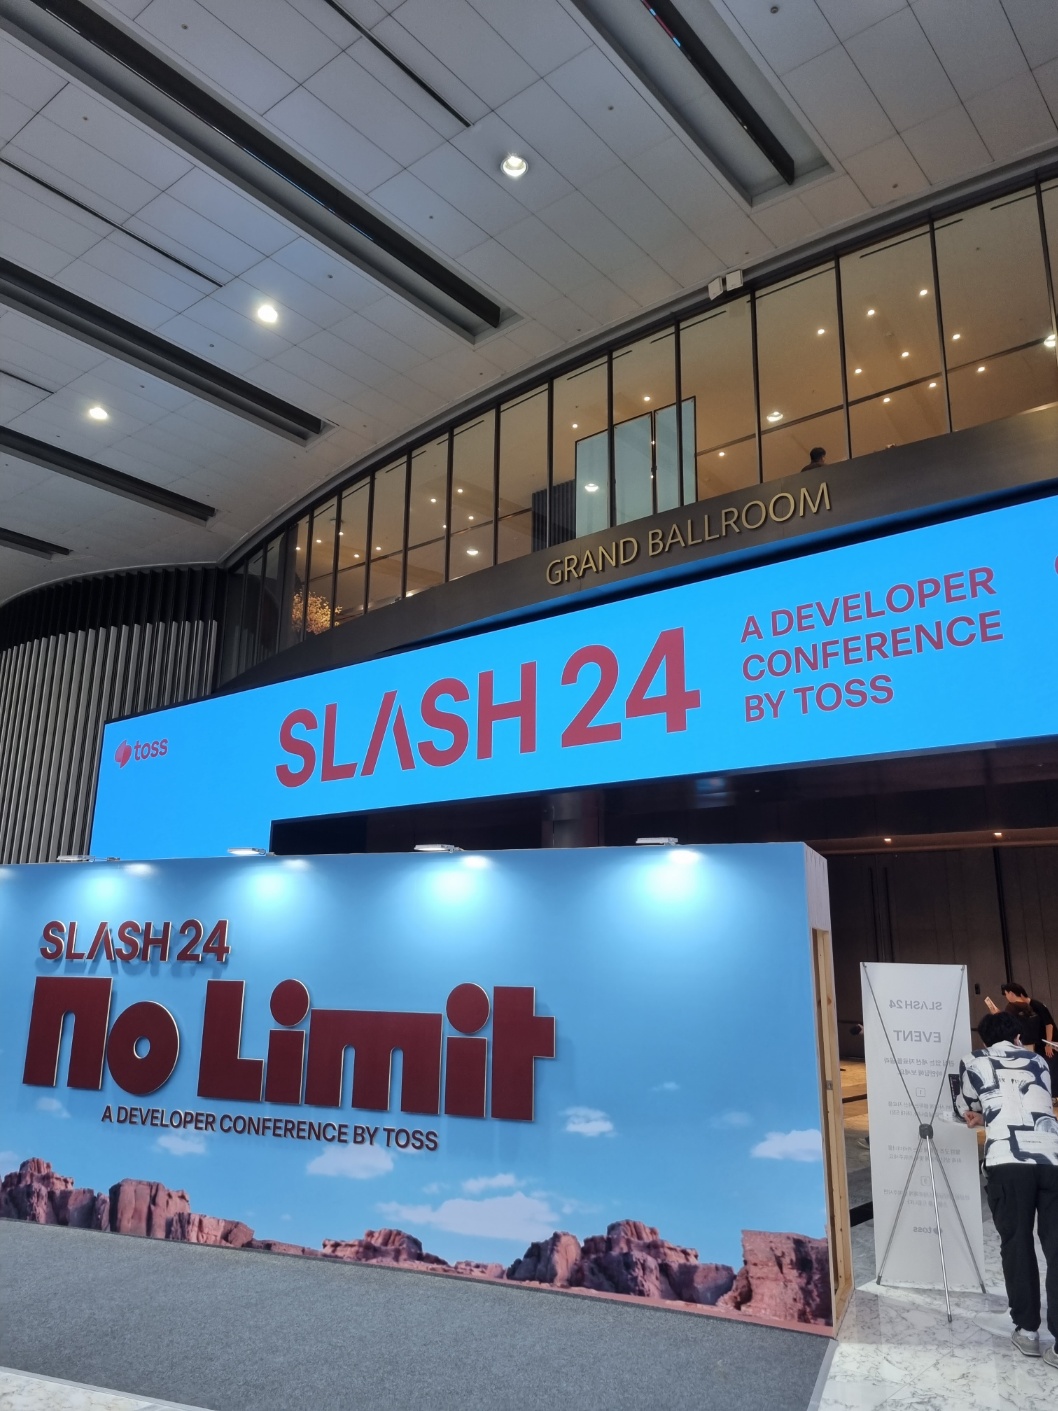 GRAND BALLROOM
toss
SLASH 24
A DEVELOPER
CONFERENCE
BY TOSS
SLASH 24
No Limit
A DEVELOPER CONFERENCE BY TOSS
SLASH 24
EVENT
toss